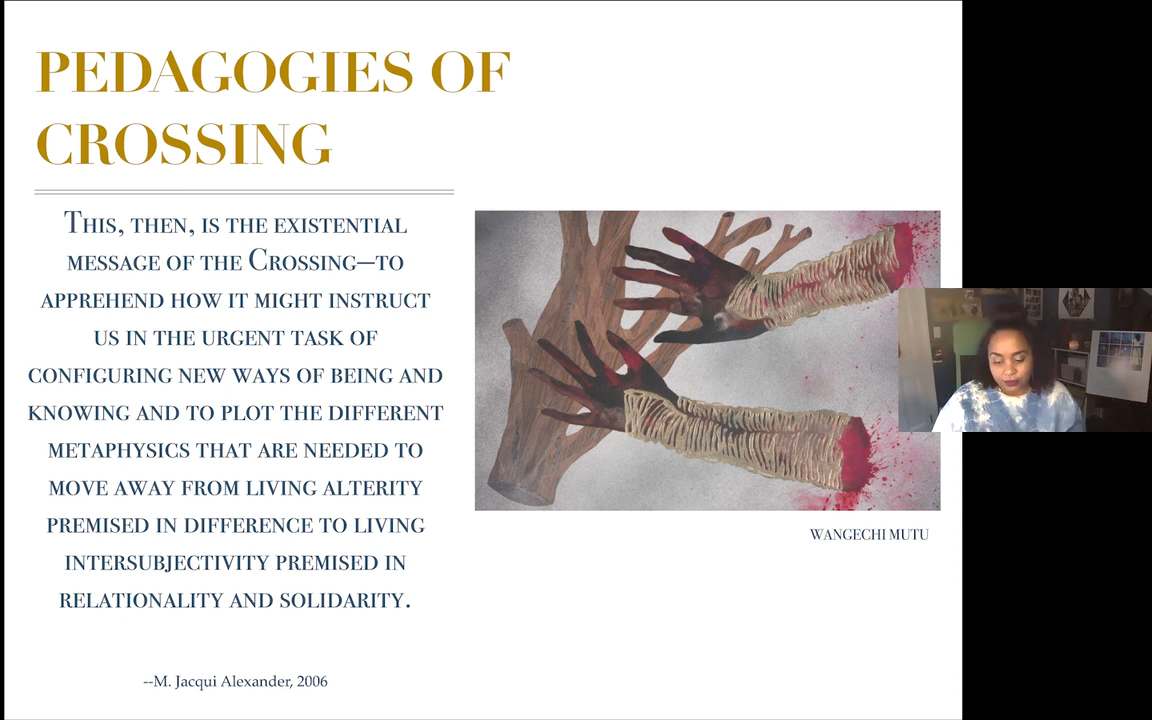 PEDAGOGIES OF
CROSSING
This, then, is the existential
message of the Crossing—to
apprehend how it might instruct
us in the urgent task of
configuring new ways of being and
knowing and to plot the different
metaphysics that are needed to
move away from living alterity
premised in difference to living
intersubjectivity premised in
relationality and solidarity.
WANGECHI MUTU
--M. Jacqui Alexander, 2006